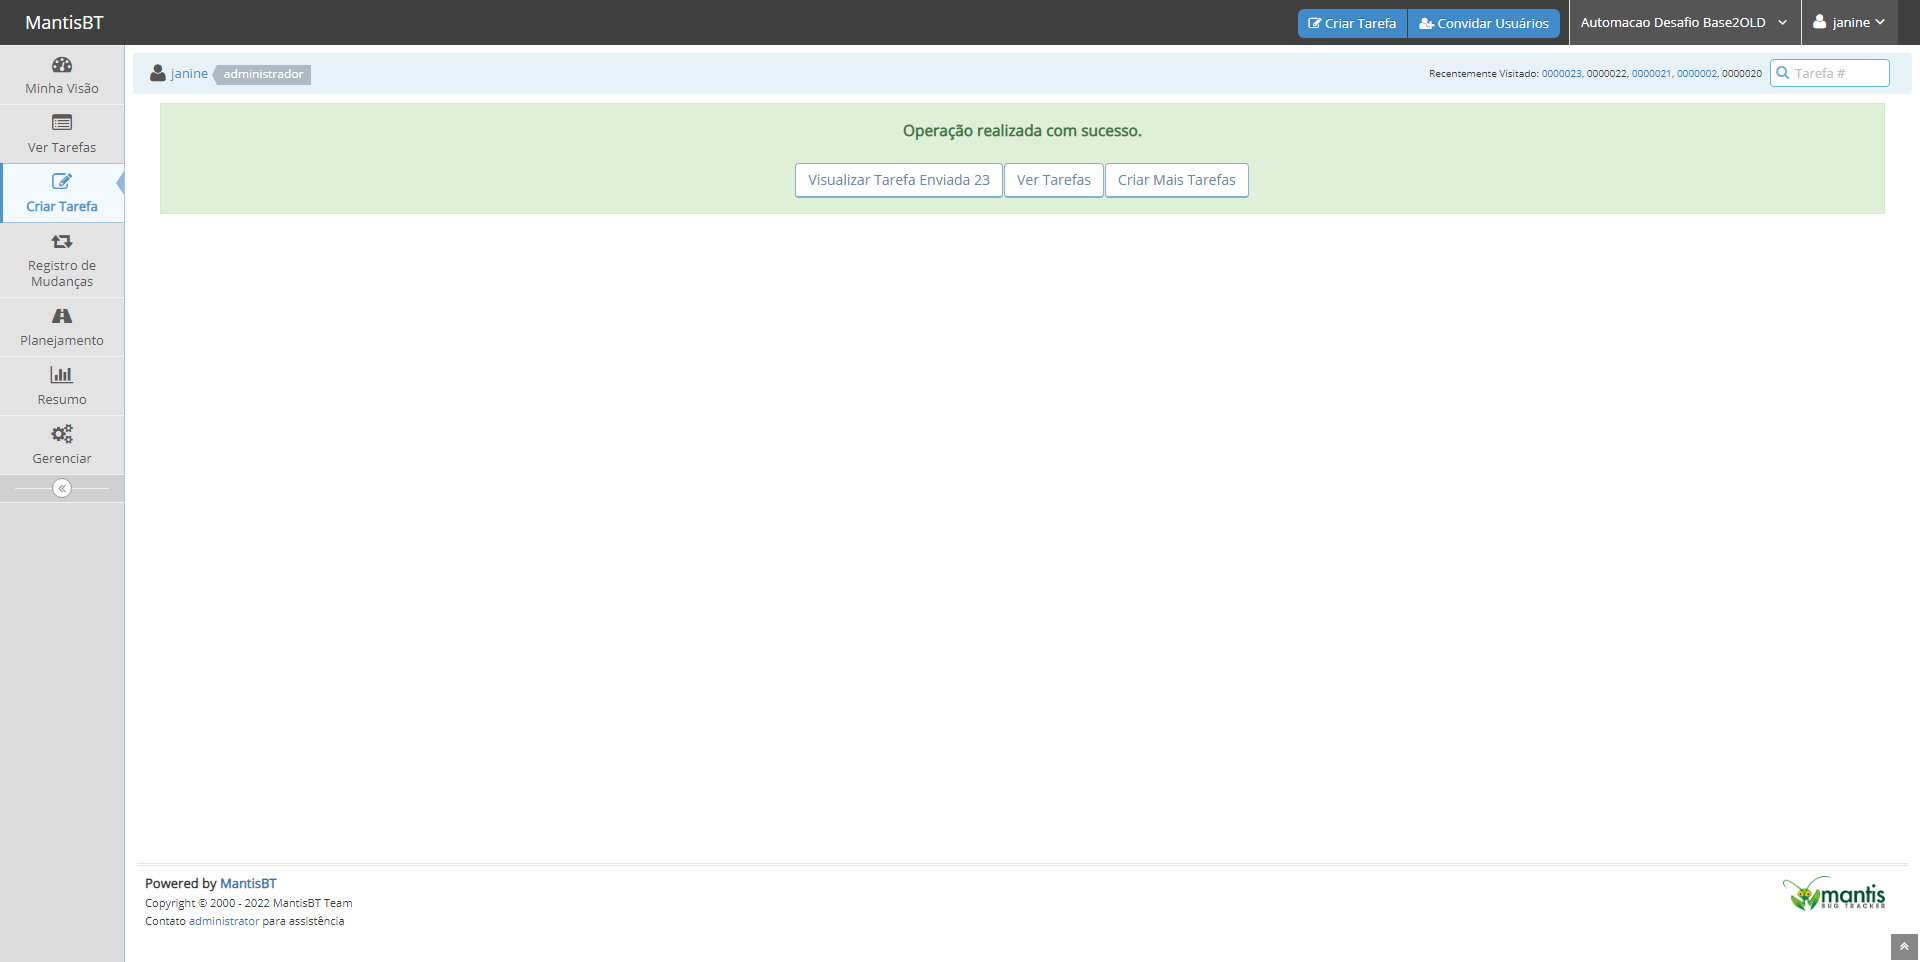 MantisBT
Criar Tarefa
Convidar Usuários
Automacao Desafio Base2OLD
janine
janine
administrador
Recentemente Visitado: 0000023, 0000022, 0000021, 0000002, 0000020
Tarefa #
Minha Visão
Ver Tarefas
Criar Tarefa
Registro de
Mudanças
Planejamento
Resumo
Gerenciar
Operação realizada com sucesso.
Visualizar Tarefa Enviada 23
Ver Tarefas
Criar Mais Tarefas
Powered by MantisBT
Copyright © 2000 - 2022 MantisBT Team
Contato administrator para assistência
mantis
BUG TRACKER